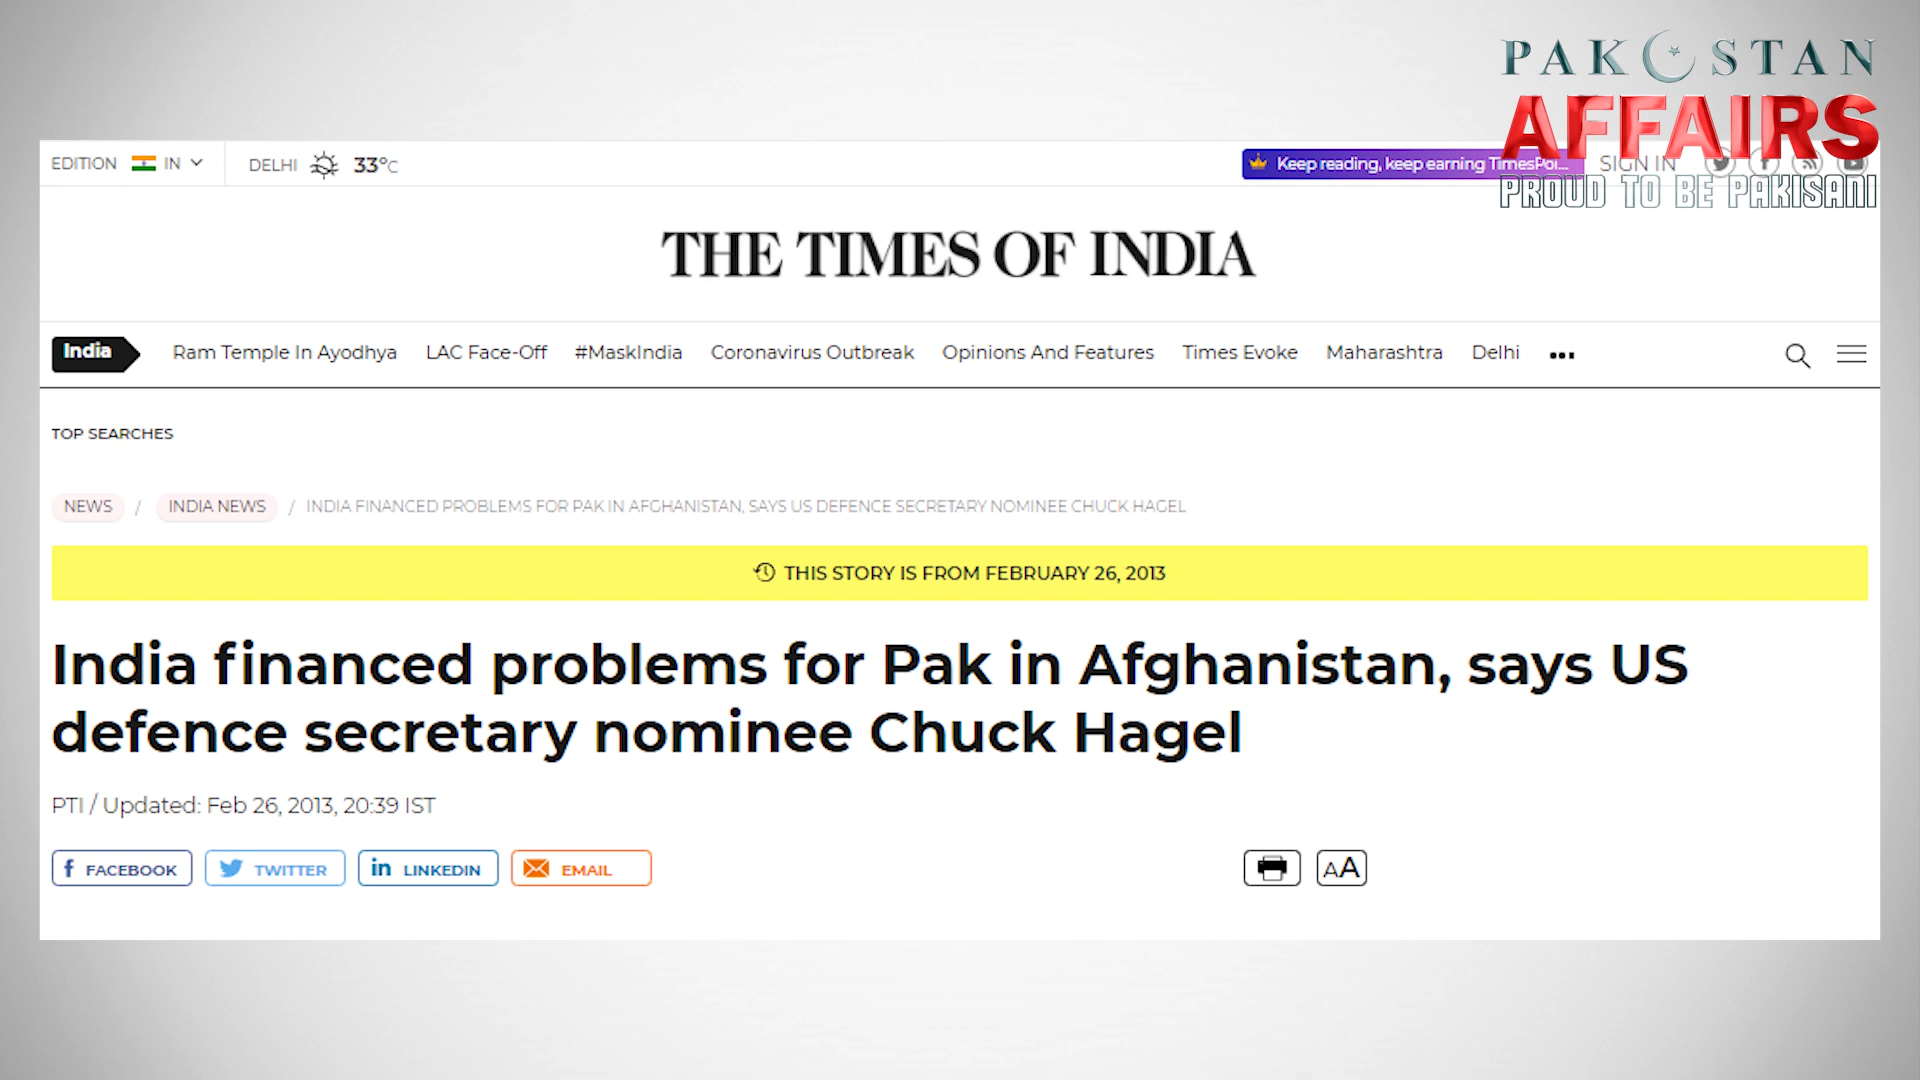 PAKISTAN
AFFAIRS
PROUD TO BE PAKISANI
EDITION IN
DELHI 33°C
Keep reading, keep earning TimesPoi...
SIGN IN
THE TIMES OF INDIA
India
Ram Temple In Ayodhya
LAC Face-Off
#MaskIndia
Coronavirus Outbreak
Opinions And Features
Times Evoke
Maharashtra
Delhi
TOP SEARCHES
NEWS / INDIA NEWS / INDIA FINANCED PROBLEMS FOR PAK IN AFGHANISTAN, SAYS US DEFENCE SECRETARY NOMINEE CHUCK HAGEL
THIS STORY IS FROM FEBRUARY 26, 2013
India financed problems for Pak in Afghanistan, says US
defence secretary nominee Chuck Hagel
PTI / Updated: Feb 26, 2013, 20:39 IST
f FACEBOOK
TWITTER
in LINKEDIN
EMAIL
AA